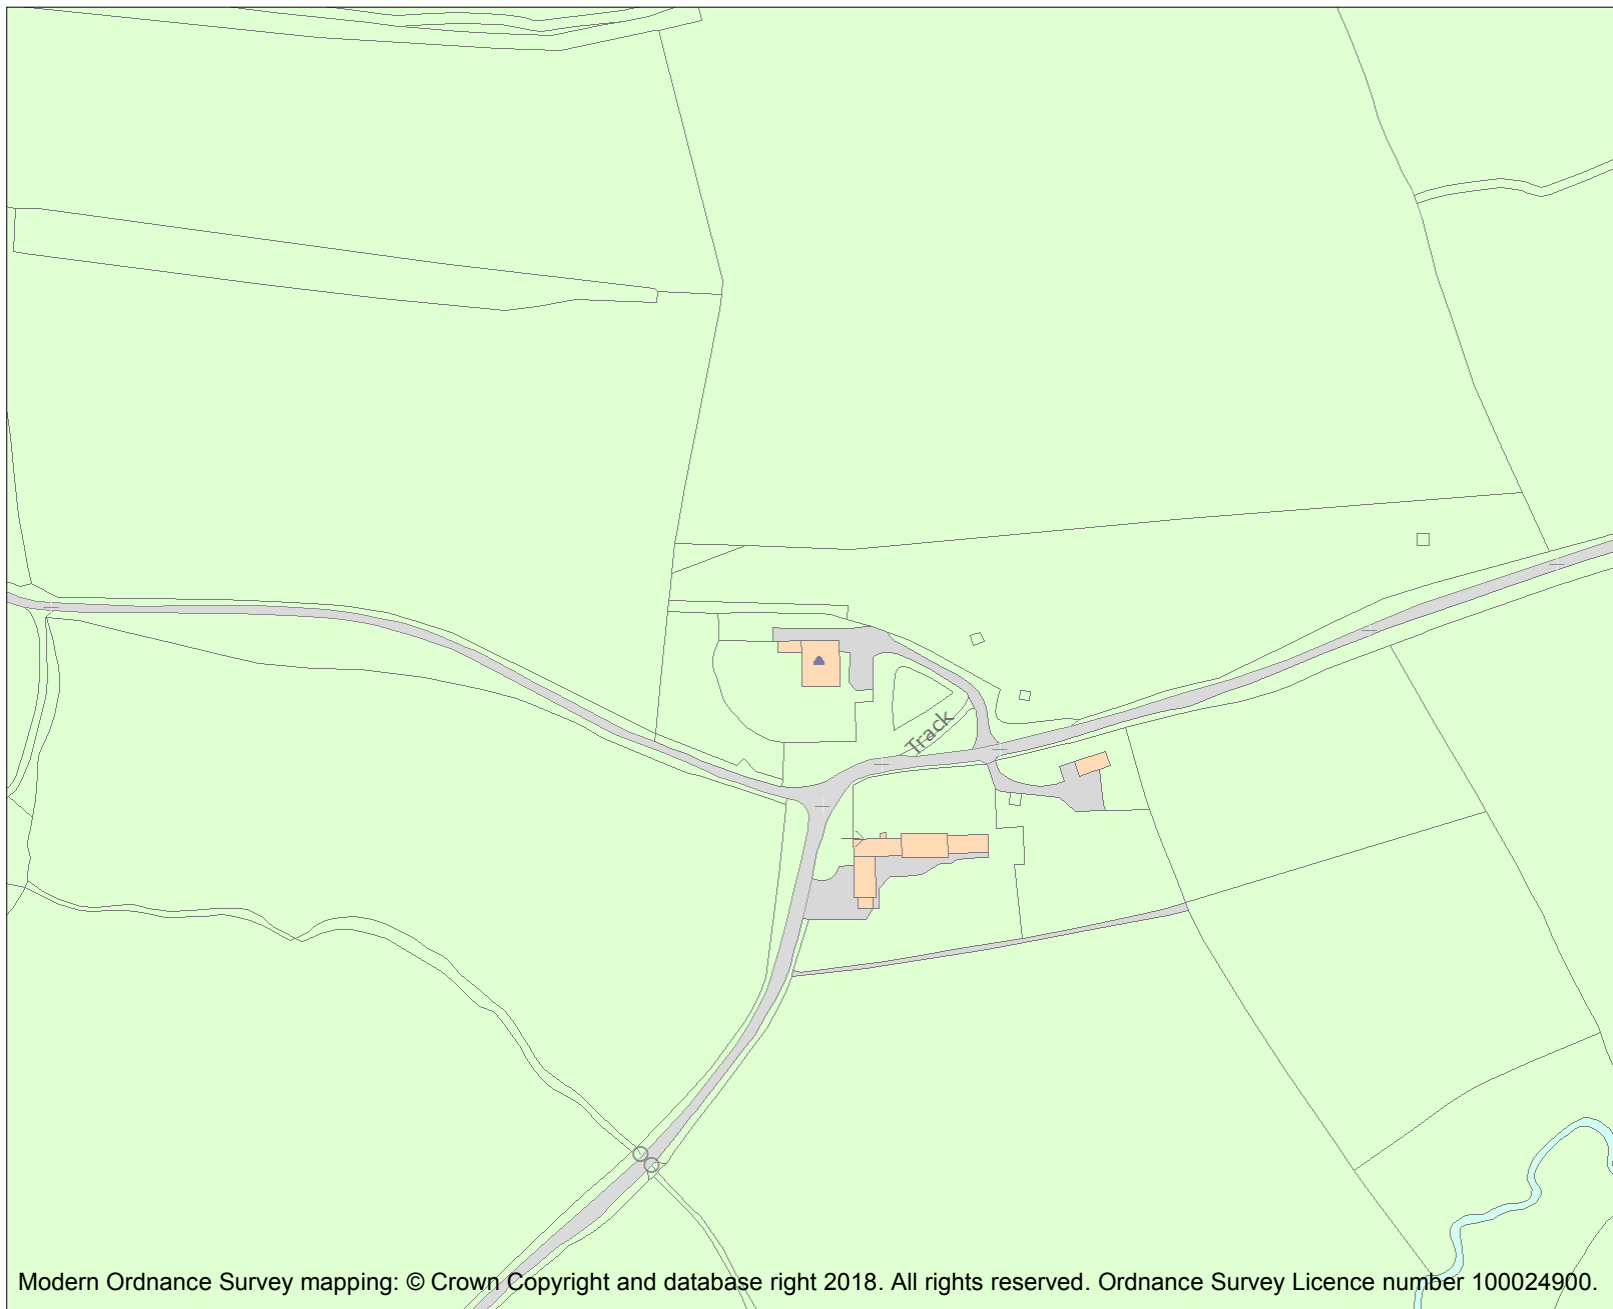 Track
Modern Ordnance Survey mapping: © Crown Copyright and database right 2018. All rights reserved. Ordnance Survey Licence number 100024900.